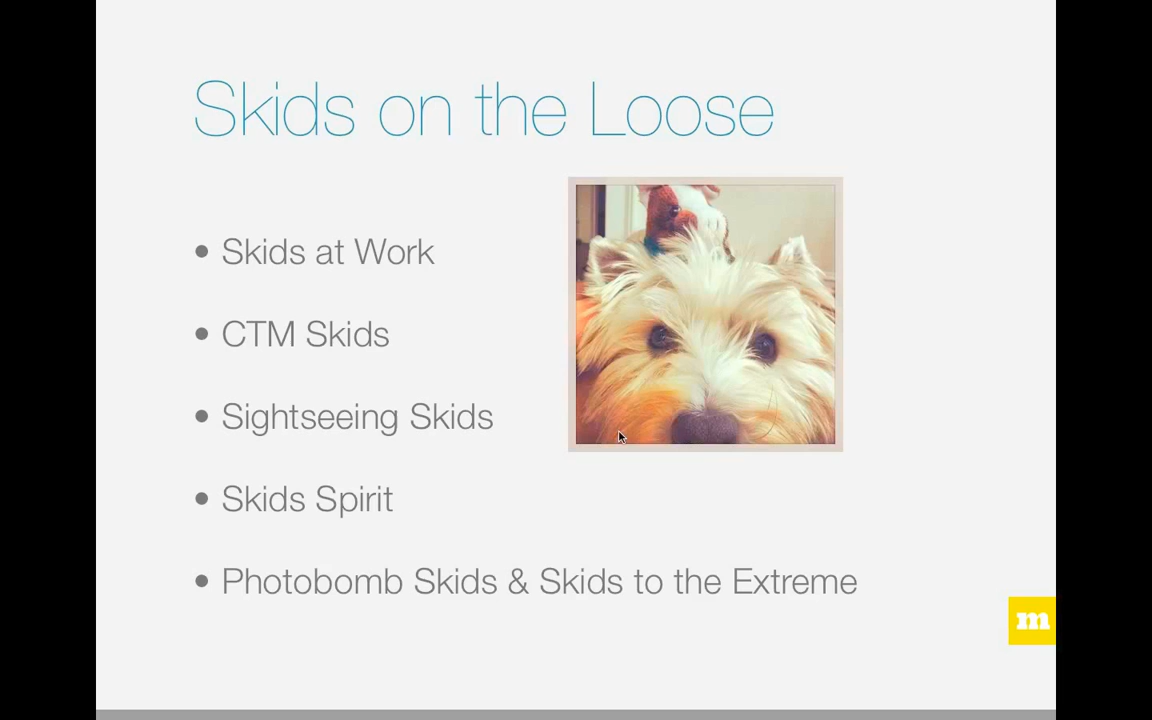 Skids on the Loose
• Skids at Work
• CTM Skids
• Sightseeing Skids
• Skids Spirit
• Photobomb Skids & Skids to the Extreme
m